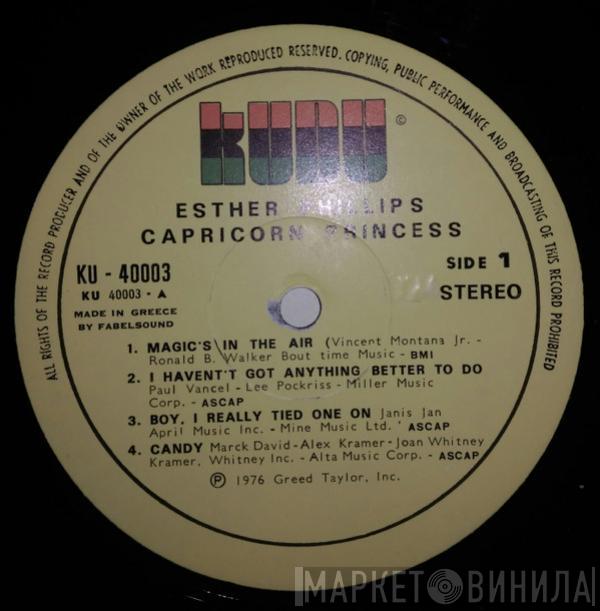 ALL RIGHTS OF THE RECORD PRODUCER AND OF THE OWNER OF THE WORK REPRODUCED RESERVED. COPYING, PUBLIC PERFORMANCE AND BROADCASTING OF THIS RECORD PROHIBITED
KUDU ©
ESTHER PHILLIPS
CAPRICORN PRINCESS
KU - 40003
KU 40003 - A
MADE IN GREECE
BY FABELSOUND
SIDE 1
STEREO
1. MAGIC'S IN THE AIR (Vincent Montana Jr. -
Ronald B. Walker Bout time Music - BMI
2. I HAVENT'T GOT ANYTHING BETTER TO DO
Paul Vancel - Lee Pockriss - Miller Music
Corp. - ASCAP
3. BOY, I REALLY TIED ONE ON Janis Jan
April Music Inc. - Mine Music Ltd. ' ASCAP
4. CANDY Marck David - Alex Kramer - Joan Whitney
Kramer, Whitney Inc. - Alta Music Corp. - ASCAP
℗ 1976 Greed Taylor, Inc.
МАРКЕТ ВИНИЛА